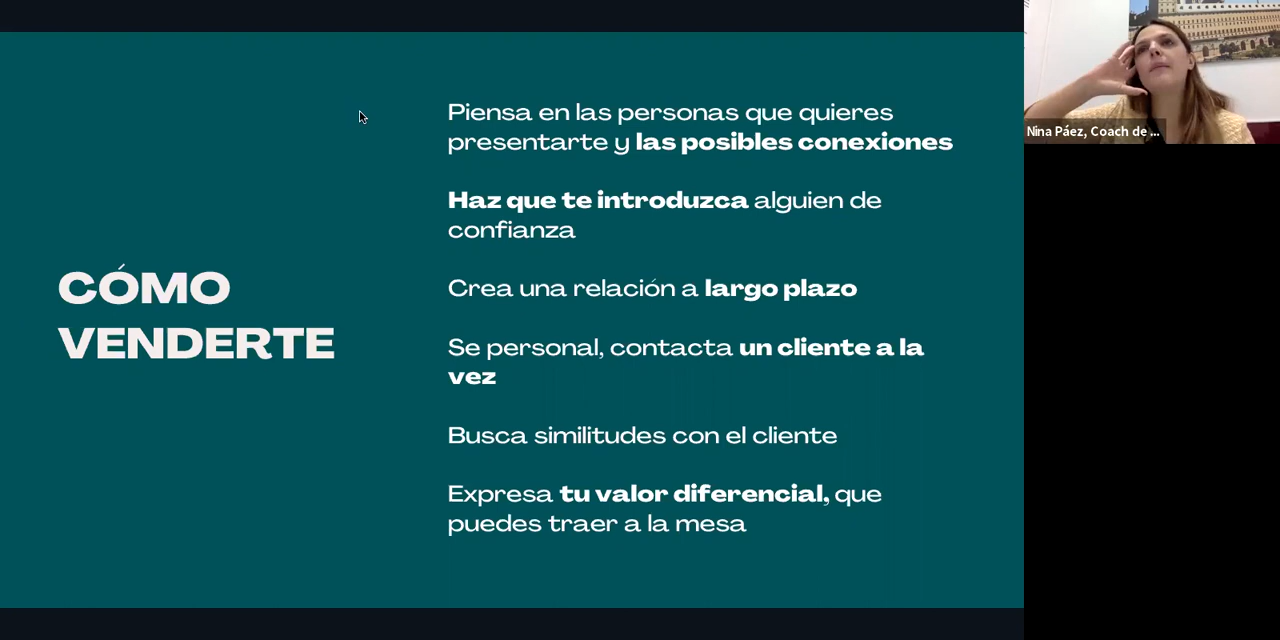 CÓMO
VENDERTE
Piensa en las personas que quieres
presentarte y las posibles conexiones
Haz que te introduzca alguien de
confianza
Crea una relación a largo plazo
Se personal, contacta un cliente a la
vez
Busca similitudes con el cliente
Expresa tu valor diferencial, que
puedes traer a la mesa
Nina Páez, Coach de ...